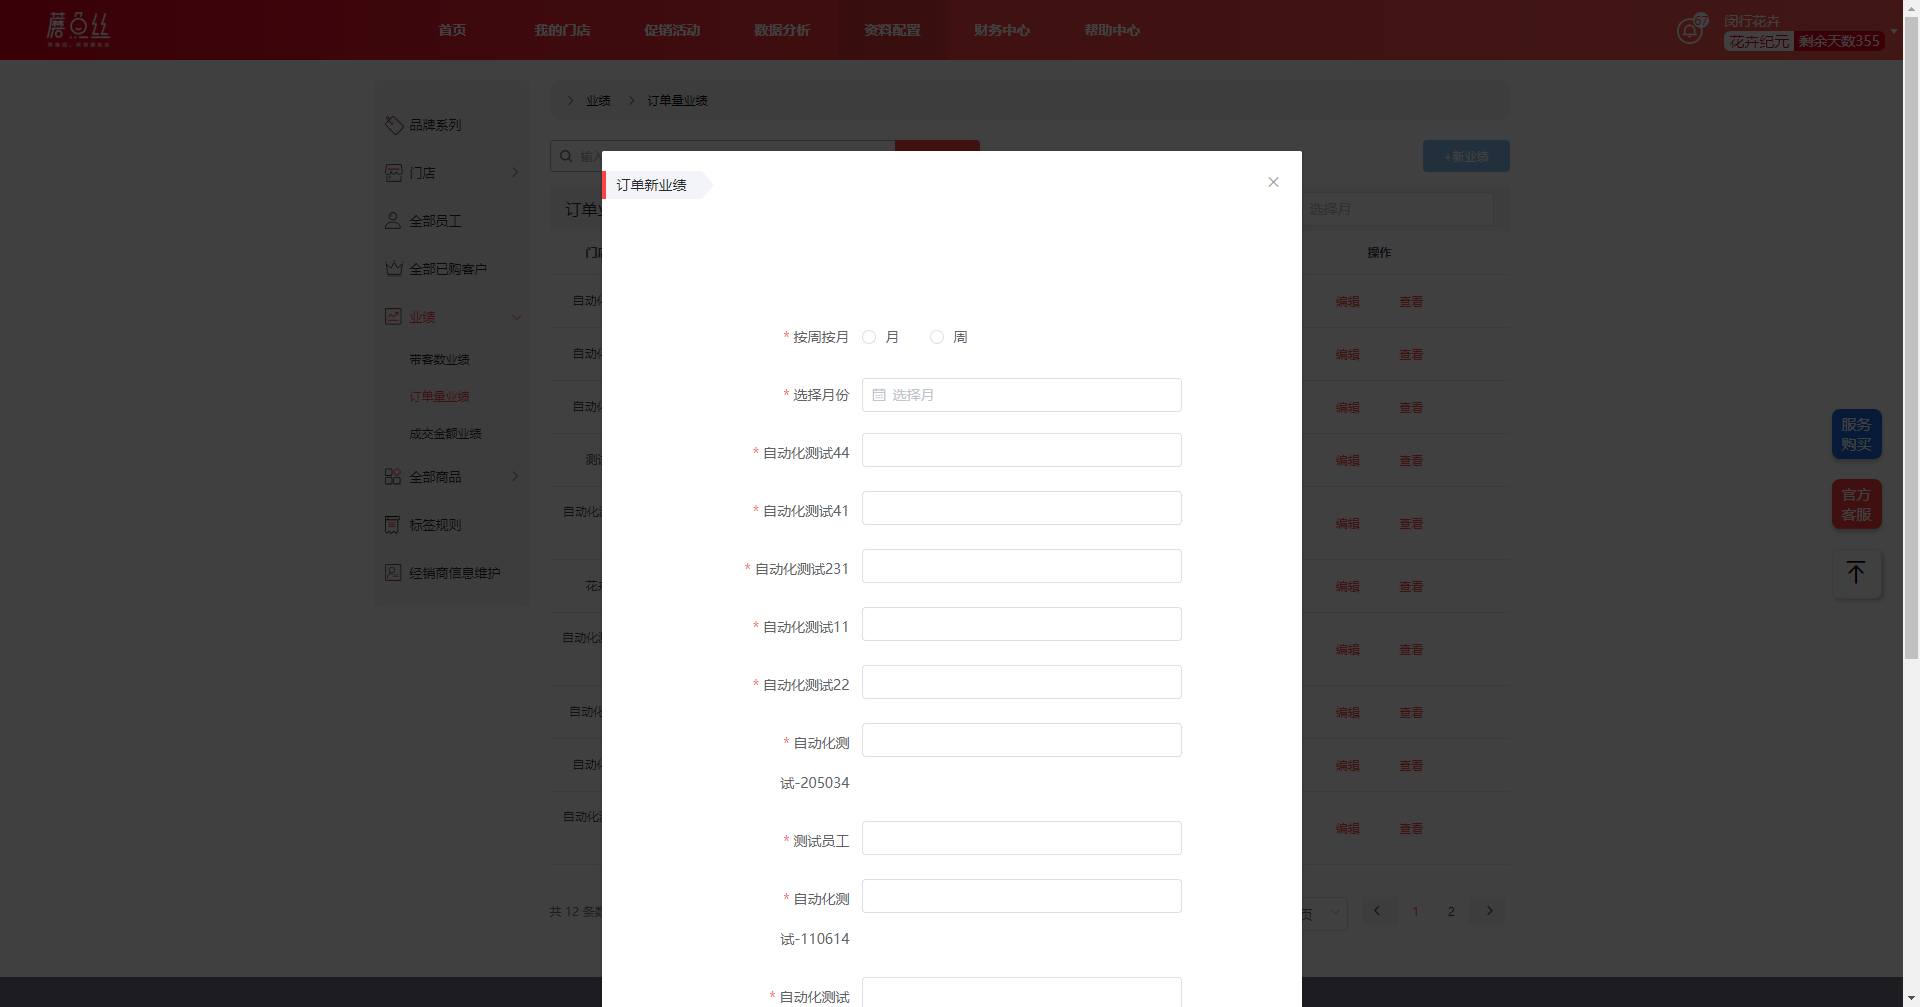 蘑豆丝
首页
我的门店
促销活动
数据分析
资料配置
财务中心
帮助中心
67
闵行花卉
花卉纪元
剩余天数355
品牌系列
门店
全部员工
全部已购客户
业绩
带客数业绩
订单量业绩
成交金额业绩
全部商品
标签规则
经销商信息维护
业绩
订单量业绩
输入
+新业绩
订单业
选择月
门店
操作
自动化
编辑
查看
自动化
编辑
查看
自动化
编辑
查看
测试
编辑
查看
自动化测
编辑
查看
花卉
编辑
查看
自动化测
编辑
查看
自动化
编辑
查看
自动化
编辑
查看
自动化测
编辑
查看
共 12 条数
页
1
2
订单新业绩
* 按周按月
月
周
* 选择月份
选择月
* 自动化测试44
* 自动化测试41
* 自动化测试231
* 自动化测试11
* 自动化测试22
* 自动化测
试-205034
* 测试员工
* 自动化测
试-110614
* 自动化测试
服务
购买
官方
客服